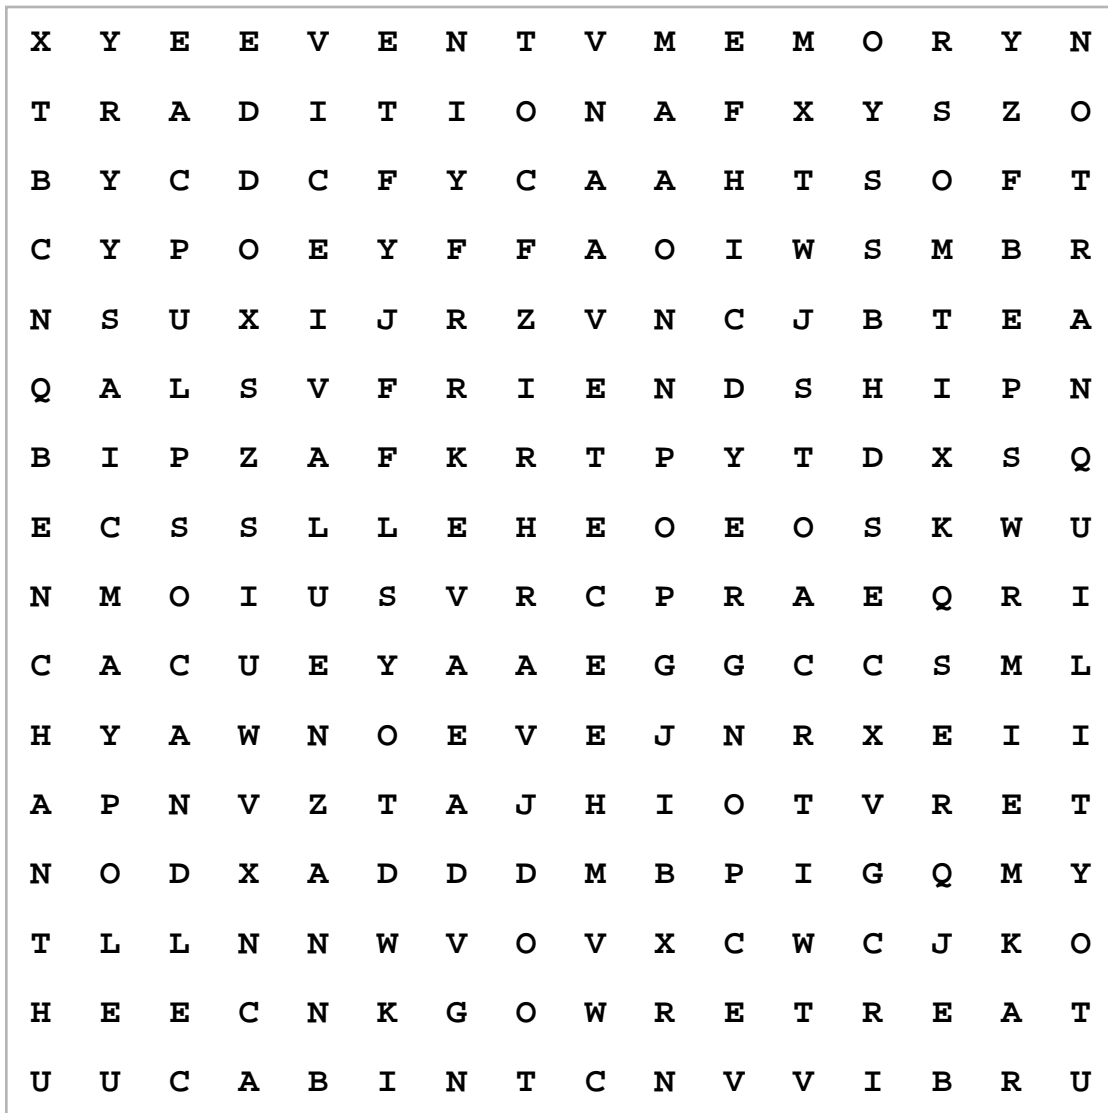 X Y E E V E N T V M E M O R Y N
T R A D I T I O N A F X Y S Z O
B Y C D C F Y C A A H T S O F T
C Y P O E Y F F A O I W S M B R
N S U X I J R Z V N C J B T E A
Q A L S V F R I E N D S H I P N
B I P Z A F K R T P Y T D X S Q
E C S S L L E H E O E O S K W U
N M O I U S V R C P R A E Q R I
C A C U E Y A A E G G C C S M L
H Y A W N O E V E J N R X E I I
A P N V Z T A J H I O T V R E T
N O D X A D D D M B P I G Q M Y
T L L N N W V O V X C W C J K O
H E E C N K G O W R E T R E A T
U U C A B I N T C N V V I B R U